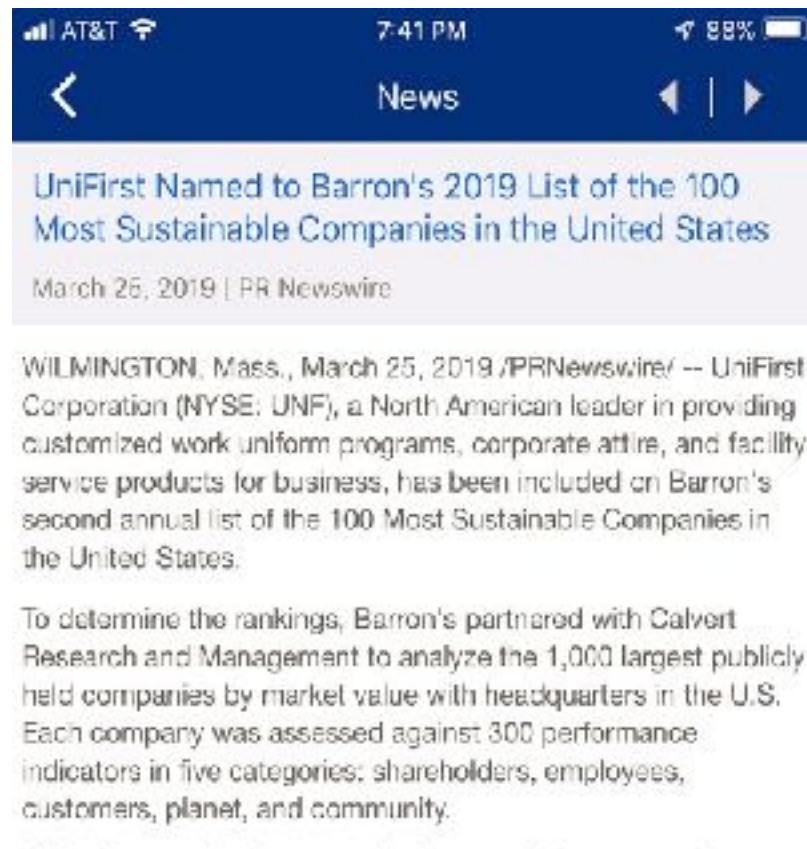 AT&T 7:41 PM 88%
News
UniFirst Named to Barron's 2019 List of the 100
Most Sustainable Companies in the United States
March 25, 2019 | PR Newswire
WILMINGTON, Mass., March 25, 2019 /PRNewswire/ -- UniFirst
Corporation (NYSE: UNF), a North American leader in providing
customized work uniform programs, corporate attire, and facility
service products for business, has been included on Barron's
second annual list of the 100 Most Sustainable Companies in
the United States.
To determine the rankings, Barron's partnered with Calvert
Research and Management to analyze the 1,000 largest publicly
held companies by market value with headquarters in the U.S.
Each company was assessed against 300 performance
indicators in five categories: shareholders, employees,
customers, planet, and community.